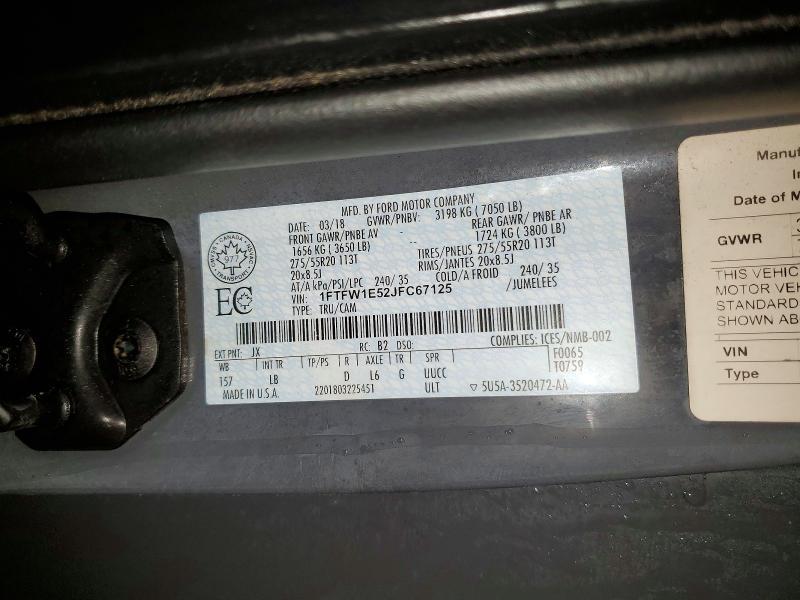 MFD. BY FORD MOTOR COMPANY
DATE: 03/18 GVWR/PNBV: 3198 KG ( 7050 LB)
FRONT GAWR/PNBE AV REAR GAWR/ PNBE AR
1656 KG ( 3650 LB) -- 1724 KG ( 3800 LB)
275/55R20 113T TIRES/PNEUS 275/55R20 113T
20x8.5J RIMS/JANTES 20x8.5J
AT/A kPa/PSI/LPC 240/ 35 COLD/A FROID 240/ 35
VIN: 1FTFW1E52JFC67125 /JUMELEES
TYPE: TRU/CAM
CANADA
977
TRANSPORT
EC
EXT PNT: JX RC: B2 DSO: COMPLIES: ICES/NMB-002
WB INT TR TP/PS R AXLE TR SPR F0065
157 LB D L6 G UUCC T0759
MADE IN U.S.A. 2201803225451 ULT ▽ 5U5A-3520472-AA
Manuf
In
Date of M
GVWR
THIS VEHIC
MOTOR VEH
STANDARD
SHOWN AB
VIN
Type